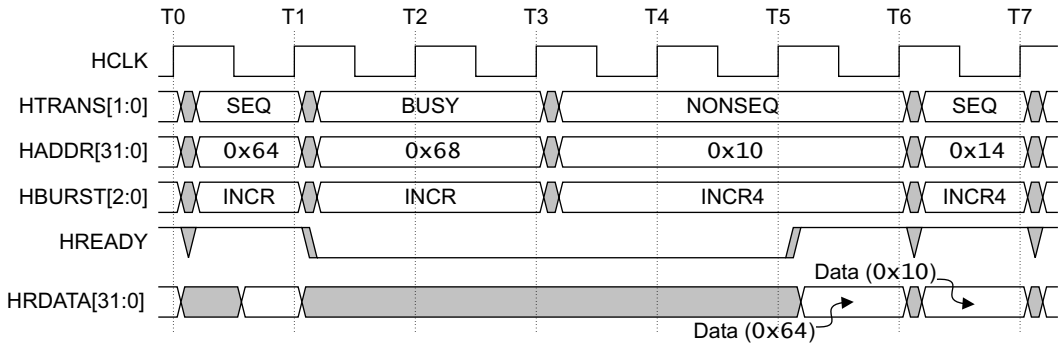 T0 T1 T2 T3 T4 T5 T6 T7
HCLK
HTRANS[1:0] SEQ BUSY NONSEQ SEQ
HADDR[31:0] 0x64 0x68 0x10 0x14
HBURST[2:0] INCR INCR INCR4 INCR4
HREADY
Data (0x10)
HRDATA[31:0]
Data (0x64)